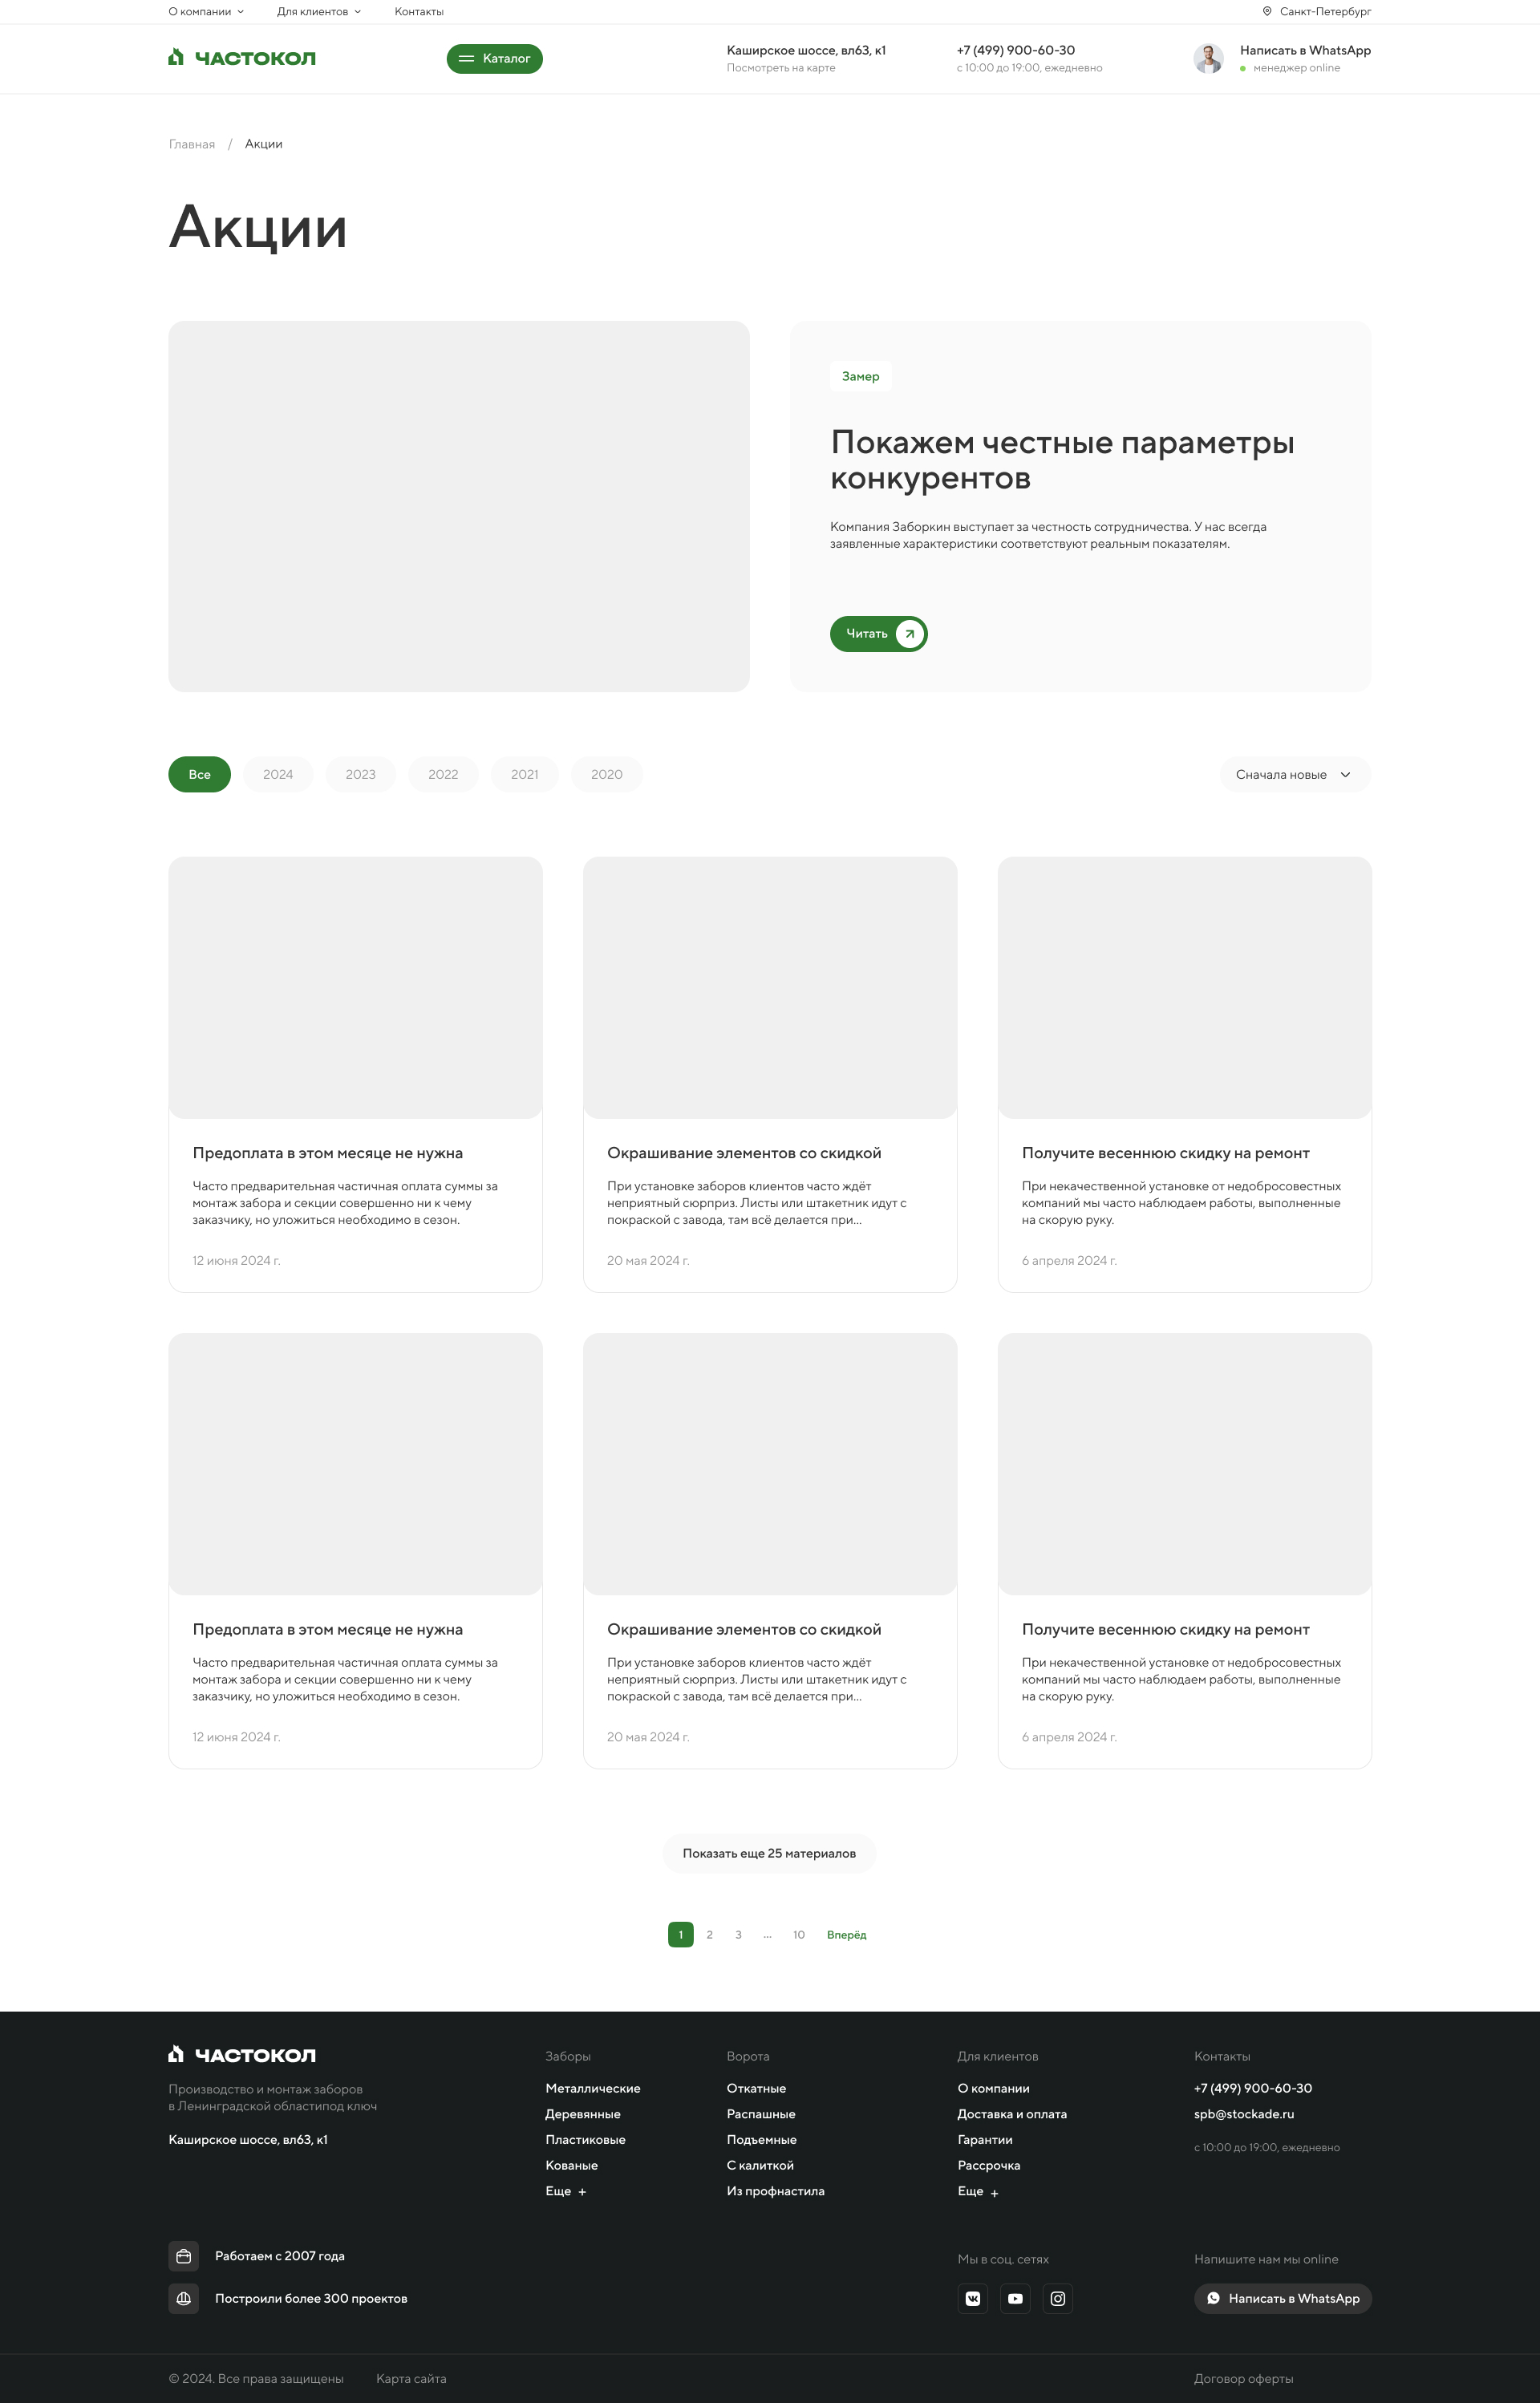 О компании
Для клиентов
Контакты
Санкт-Петербург
ЧАСТОКОЛ
Каталог
Каширское шоссе, вл63, к1
Посмотреть на карте
+7 (499) 900-60-30
с 10:00 до 19:00, ежедневно
Написать в WhatsApp
менеджер online
Главная / Акции
Акции
Замер
Покажем честные параметры
конкурентов
Компания Заборкин выступает за честность сотрудничества. У нас всегда
заявленные характеристики соответствуют реальным показателям.
Читать
Все
2024
2023
2022
2021
2020
Сначала новые
Предоплата в этом месяце не нужна
Часто предварительная частичная оплата суммы за
монтаж забора и секции совершенно ни к чему
заказчику, но уложиться необходимо в сезон.
12 июня 2024 г.
Окрашивание элементов со скидкой
При установке заборов клиентов часто ждёт
неприятный сюрприз. Листы или штакетник идут с
покраской с завода, там всё делается при...
20 мая 2024 г.
Получите весеннюю скидку на ремонт
При некачественной установке от недобросовестных
компаний мы часто наблюдаем работы, выполненные
на скорую руку.
6 апреля 2024 г.
Предоплата в этом месяце не нужна
Часто предварительная частичная оплата суммы за
монтаж забора и секции совершенно ни к чему
заказчику, но уложиться необходимо в сезон.
12 июня 2024 г.
Окрашивание элементов со скидкой
При установке заборов клиентов часто ждёт
неприятный сюрприз. Листы или штакетник идут с
покраской с завода, там всё делается при...
20 мая 2024 г.
Получите весеннюю скидку на ремонт
При некачественной установке от недобросовестных
компаний мы часто наблюдаем работы, выполненные
на скорую руку.
6 апреля 2024 г.
Показать еще 25 материалов
1 2 3 ... 10 Вперёд
ЧАСТОКОЛ
Производство и монтаж заборов
в Ленинградской областипод ключ
Каширское шоссе, вл63, к1
Заборы
Металлические
Деревянные
Пластиковые
Кованые
Еще +
Ворота
Откатные
Распашные
Подъемные
С калиткой
Из профнастила
Для клиентов
О компании
Доставка и оплата
Гарантии
Рассрочка
Еще +
Контакты
+7 (499) 900-60-30
spb@stockade.ru
с 10:00 до 19:00, ежедневно
Работаем с 2007 года
Построили более 300 проектов
Мы в соц. сетях
Напишите нам мы online
Написать в WhatsApp
© 2024. Все права защищены
Карта сайта
Договор оферты